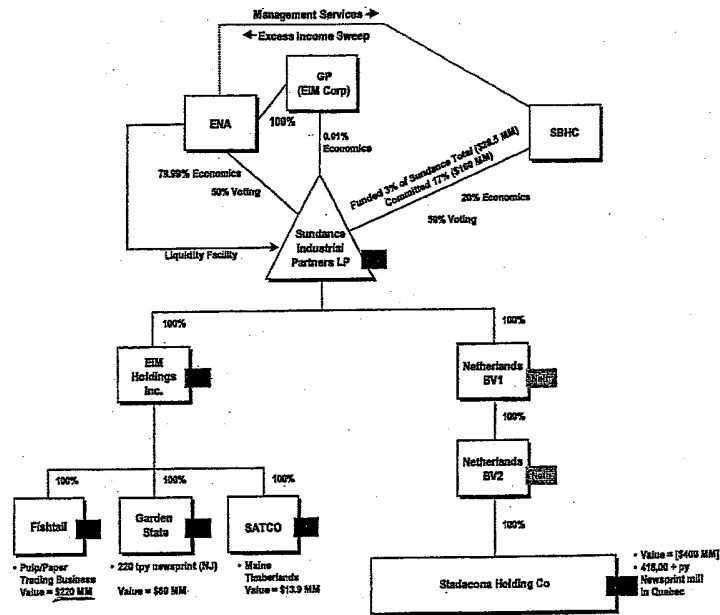 Management Services
Excess Income Sweep
GP
(EIM Corp)
ENA
100%
SBHC
0.01%
Economics
Funded 3% of Sundance Total ($28.5 MM)
Committed 17% ($160 MM)
79.99% Economics
50% Voting
20% Economics
50% Voting
Sundance
Industrial
Partners LP
Liquidity Facility
100%
100%
EIM
Holdings
Inc.
Netherlands
BV1
100%
Netherlands
BV2
100%
100%
100%
Fishtail
Garden
State
SATCO
100%
• Pulp/Paper
Trading Business
Value = $220 MM
• 220 tpy newsprint (NJ)
Value = $60 MM
• Maine
Timberlands
Value = $13.9 MM
Stadacona Holding Co
• Value = [$400 MM]
• 418,00 + py
Newsprint mill
in Quebec